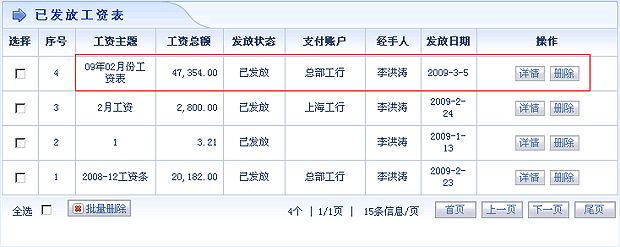 已发放工资表
选择 序号 工资主题 工资总额 发放状态 支付账户 经手人 发放日期 操作
4 09年02月份工资表 47,354.00 已发放 总部工行 李洪涛 2009-3-5 详情 删除
3 2月工资 2,800.00 已发放 上海工行 李洪涛 2009-2-24 详情 删除
2 1 3.21 已发放 李洪涛 2009-1-13 详情 删除
1 2008-12工资条 20,182.00 已发放 总部工行 李洪涛 2009-2-23 详情 删除
全选 批量删除 4个 | 1/1页 | 15条信息/页 首页 上一页 下一页 尾页